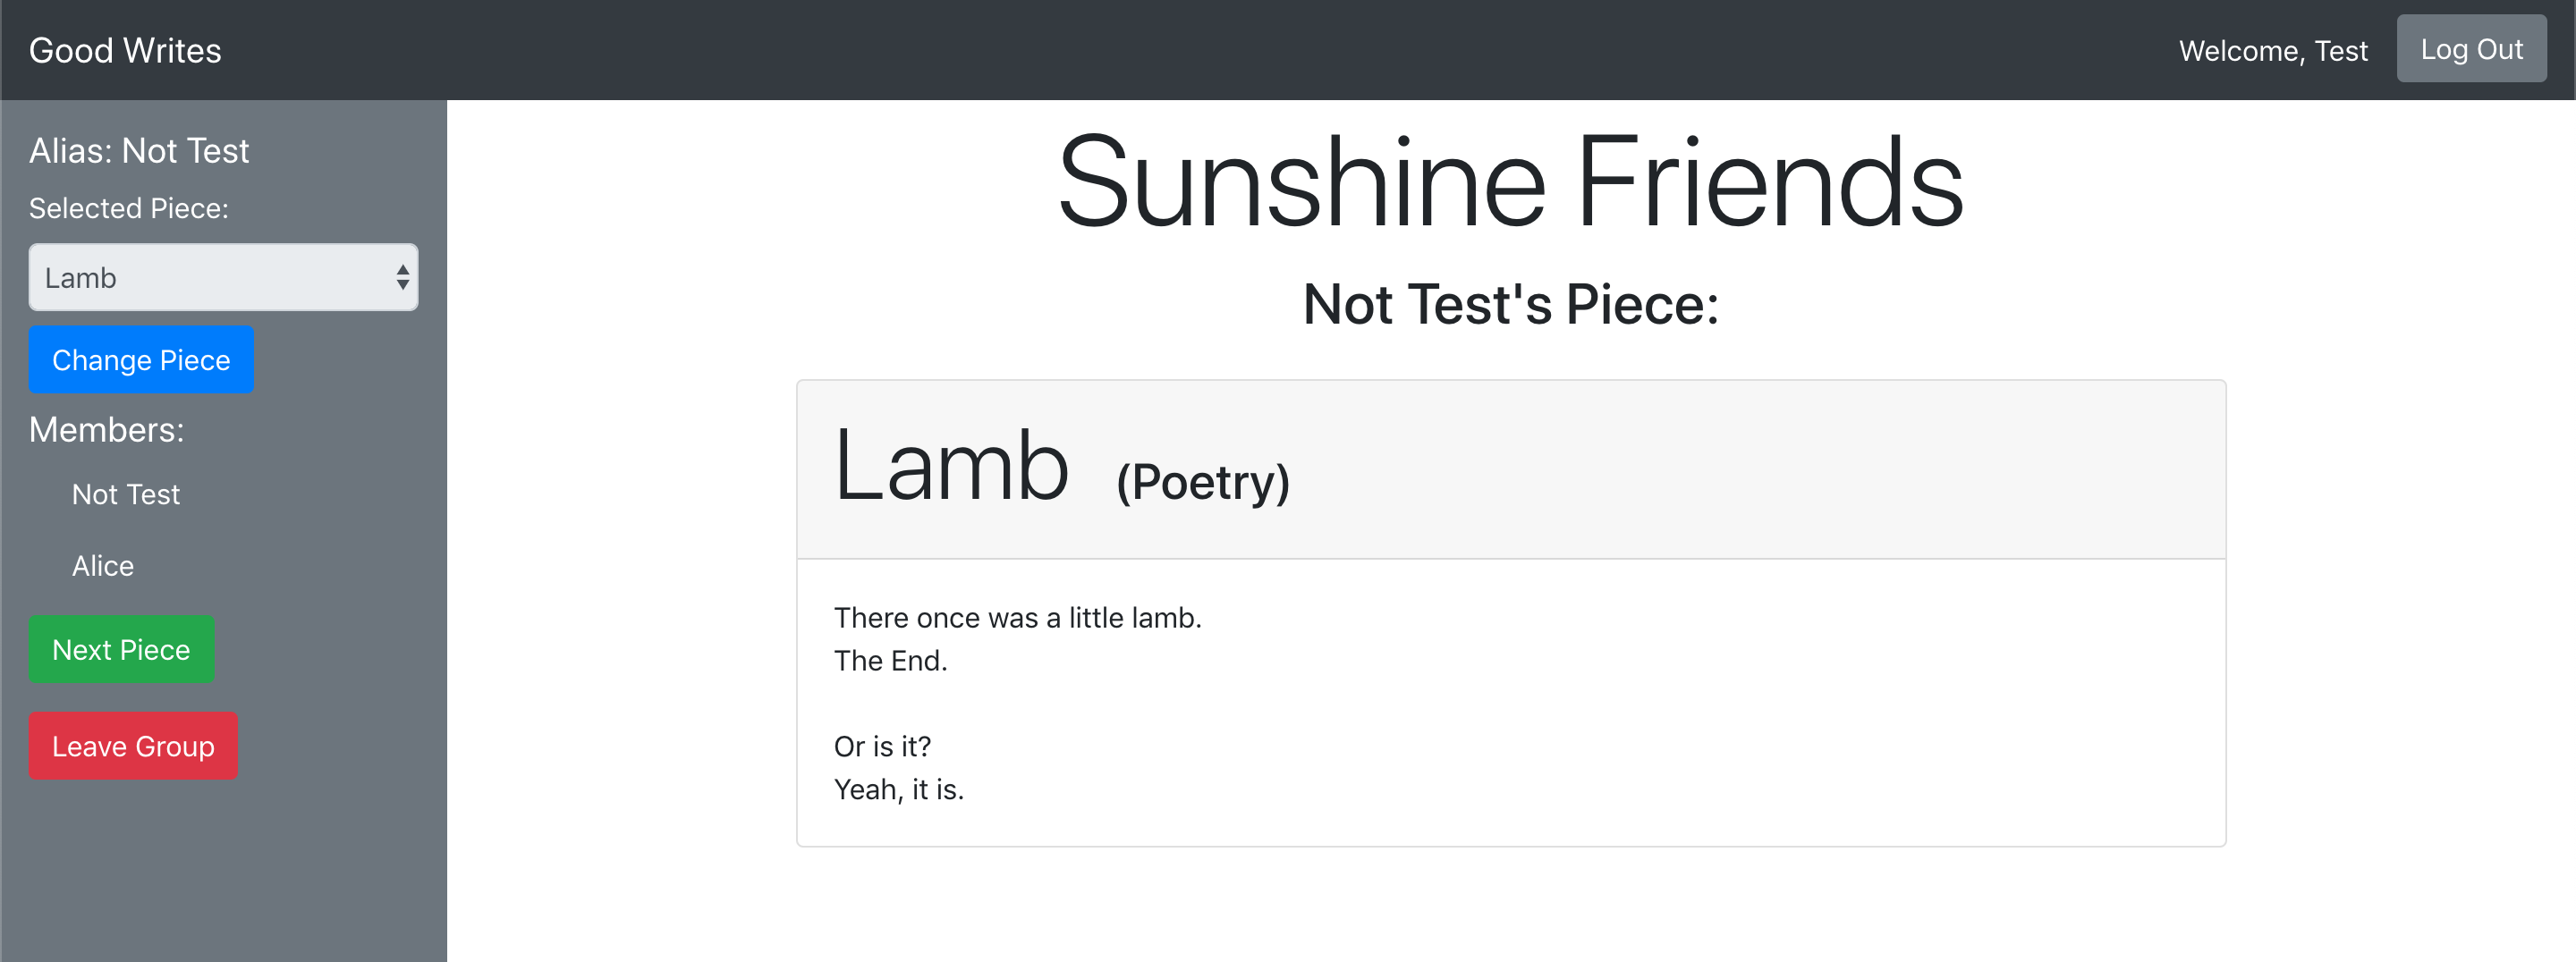 Good Writes
Welcome, Test
Log Out
Alias: Not Test
Selected Piece:
Lamb
Change Piece
Members:
Not Test
Alice
Next Piece
Leave Group
Sunshine Friends
Not Test's Piece:
Lamb (Poetry)
There once was a little lamb.
The End.
Or is it?
Yeah, it is.